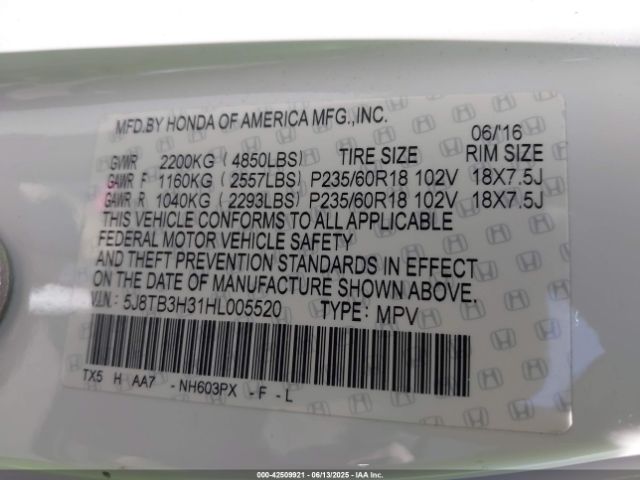 MFD.BY HONDA OF AMERICA MFG.,INC. 06/'16
GVWR 2200KG (4850LBS) TIRE SIZE RIM SIZE
GAWR F 1160KG (2557LBS) P235/60R18 102V 18X7.5J
GAWR R 1040KG (2293LBS) P235/60R18 102V 18X7.5J
THIS VEHICLE CONFORMS TO ALL APPLICABLE
FEDERAL MOTOR VEHICLE SAFETY
AND THEFT PREVENTION STANDARDS IN EFFECT
ON THE DATE OF MANUFACTURE SHOWN ABOVE.
V.I.N.: 5J8TB3H31HL005520 TYPE: MPV
TX5 H AA7 - NH603PX - F - L
000-42509921 - 06/13/2025 - IAA Inc.